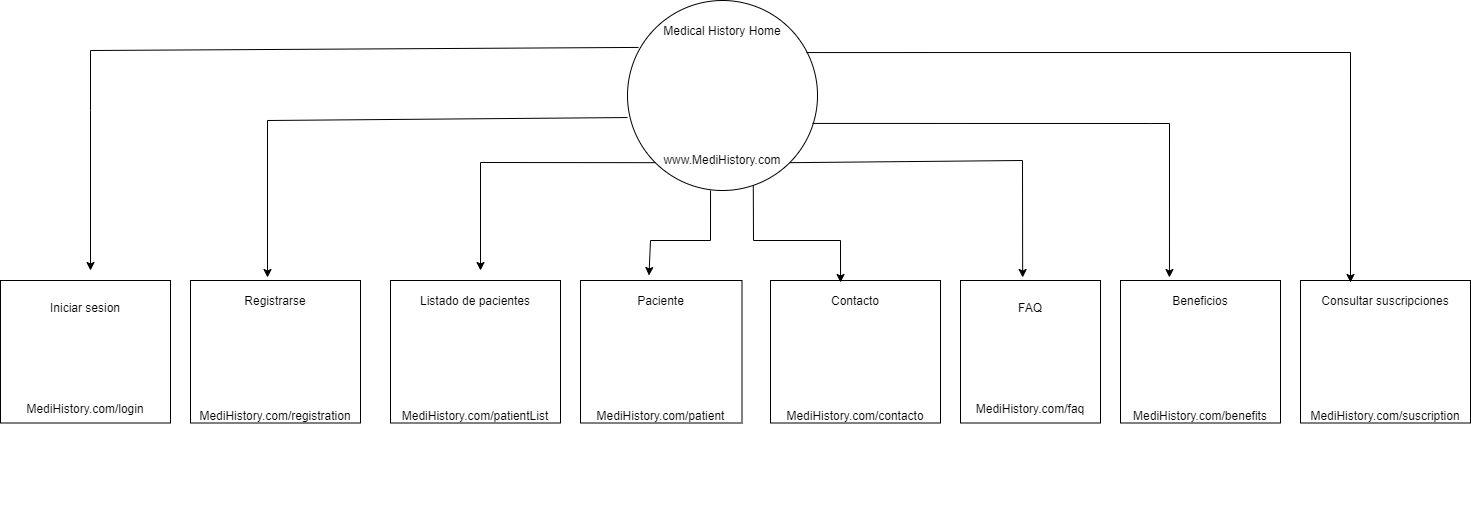 Medical History Home
www.MediHistory.com
Iniciar sesion
Registrarse
Listado de pacientes
Paciente
Contacto
FAQ
Beneficios
Consultar suscripciones
MediHistory.com/login
MediHistory.com/registration
MediHistory.com/patientList
MediHistory.com/patient
MediHistory.com/contacto
MediHistory.com/faq
MediHistory.com/benefits
MediHistory.com/suscription